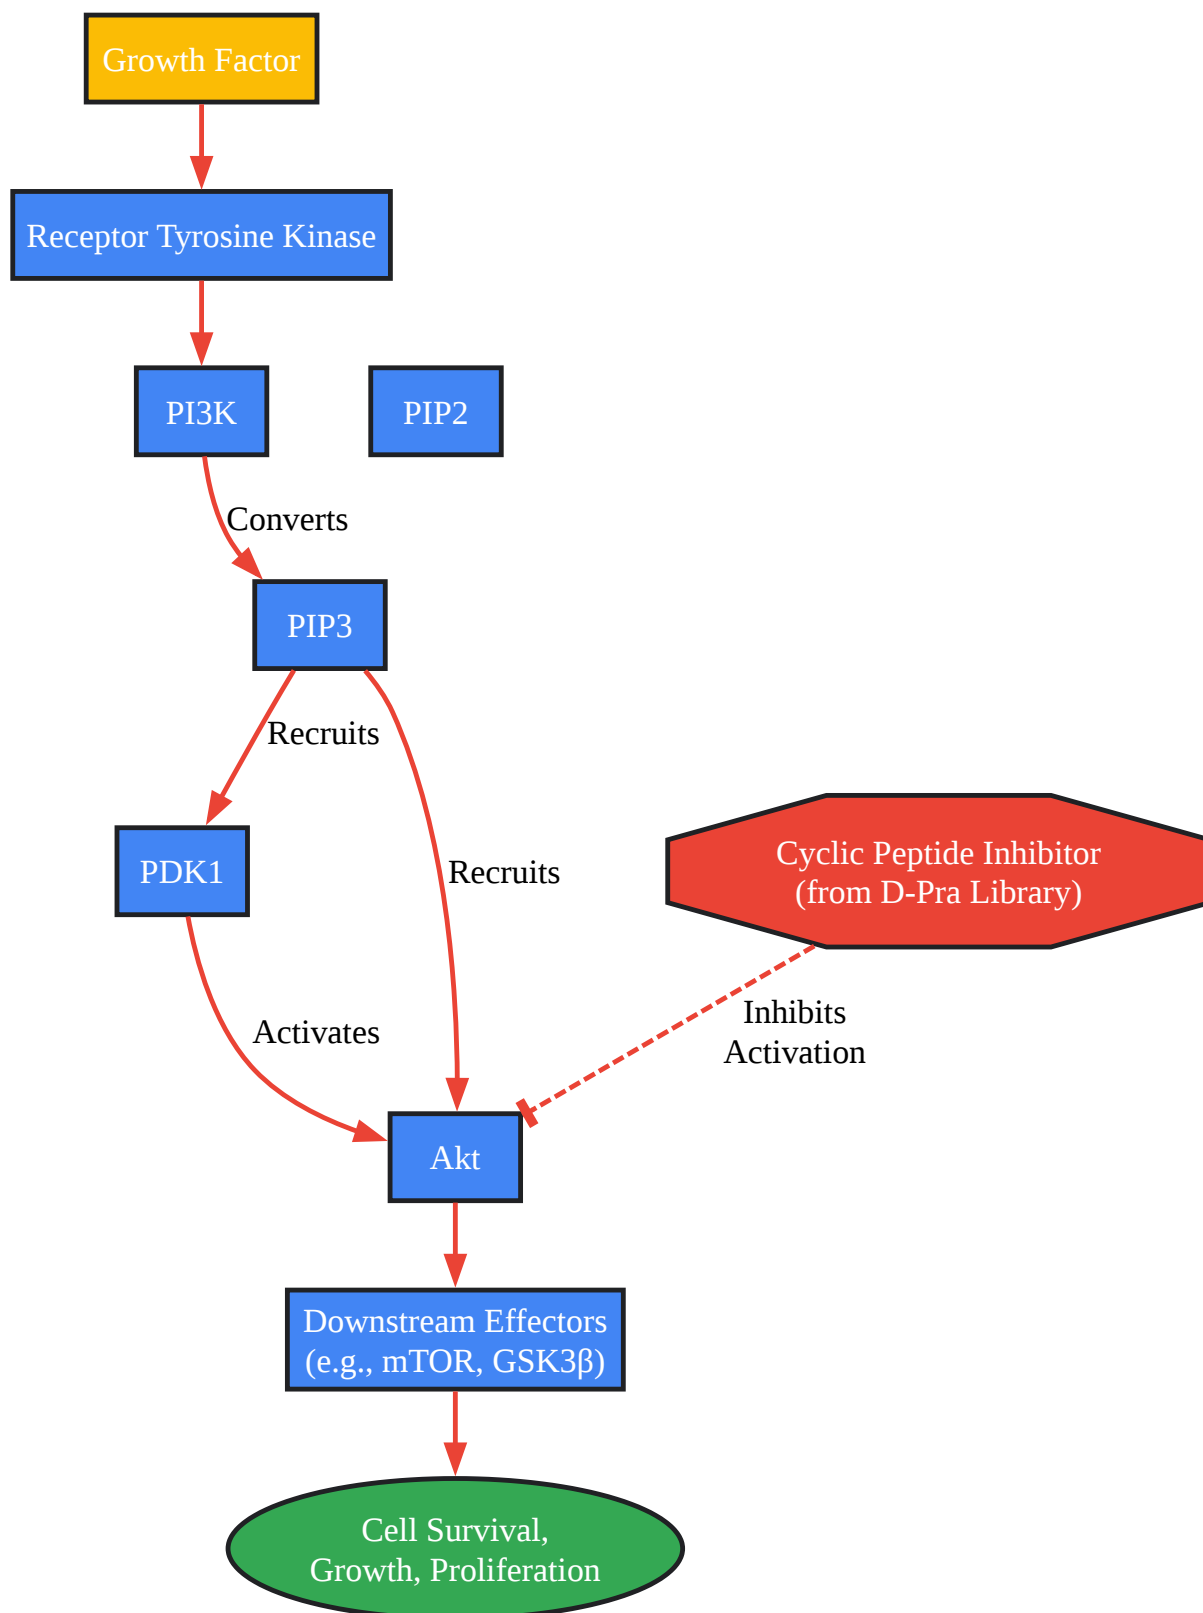 Growth Factor
Receptor Tyrosine Kinase
PI3K
PIP2
Converts
PIP3
Recruits
PDK1
Recruits
Cyclic Peptide Inhibitor
(from D-Pra Library)
Activates
Inhibits
Activation
Akt
Downstream Effectors
(e.g., mTOR, GSK3β)
Cell Survival,
Growth, Proliferation